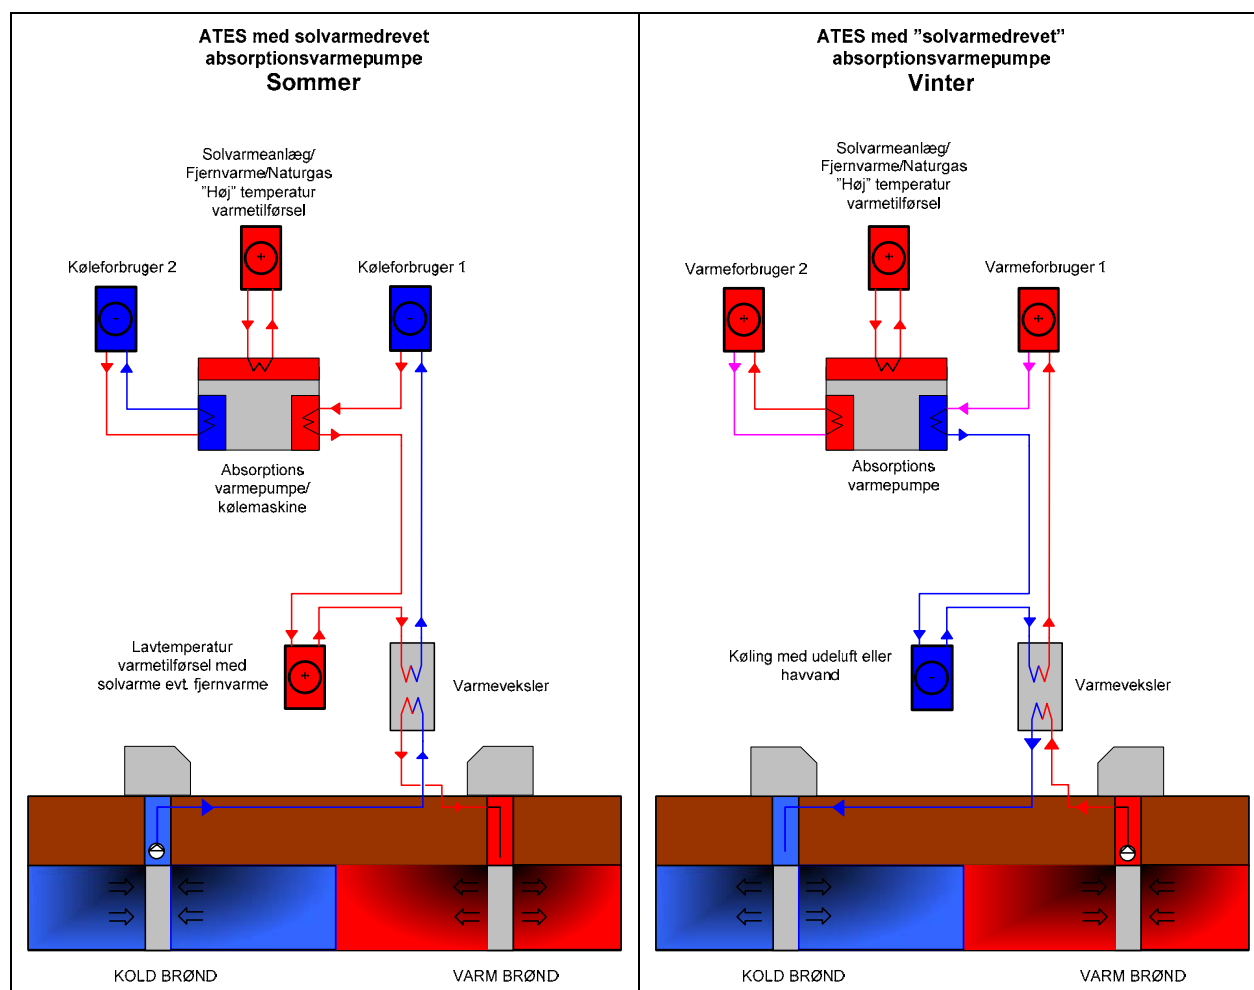 ATES med solvarmedrevet
absorptionsvarmepumpe
Sommer
Solvarmeanlæg/
Fjernvarme/Naturgas
"Høj" temperatur
varmetilførsel
Køleforbruger 2
Køleforbruger 1
+
-
-
Absorptions
varmepumpe/
kølemaskine
Lavtemperatur
varmetilførsel med
solvarme evt. fjernvarme
+
Varmeveksler
KOLD BRØND
VARM BRØND
ATES med "solvarmedrevet"
absorptionsvarmepumpe
Vinter
Solvarmeanlæg/
Fjernvarme/Naturgas
"Høj" temperatur
varmetilførsel
Varmeforbruger 2
Varmeforbruger 1
+
+
+
Absorptions
varmepumpe
Køling med udeluft eller
havvand
-
Varmeveksler
KOLD BRØND
VARM BRØND